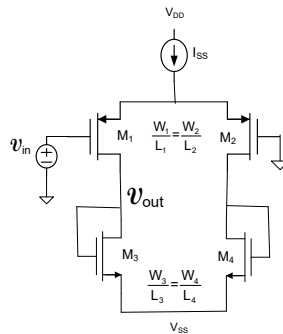 V_DD
I_SS
M_1
W_1/L_1 = W_2/L_2
M_2
v_in
v_out
M_3
M_4
W_3/L_3 = W_4/L_4
V_SS